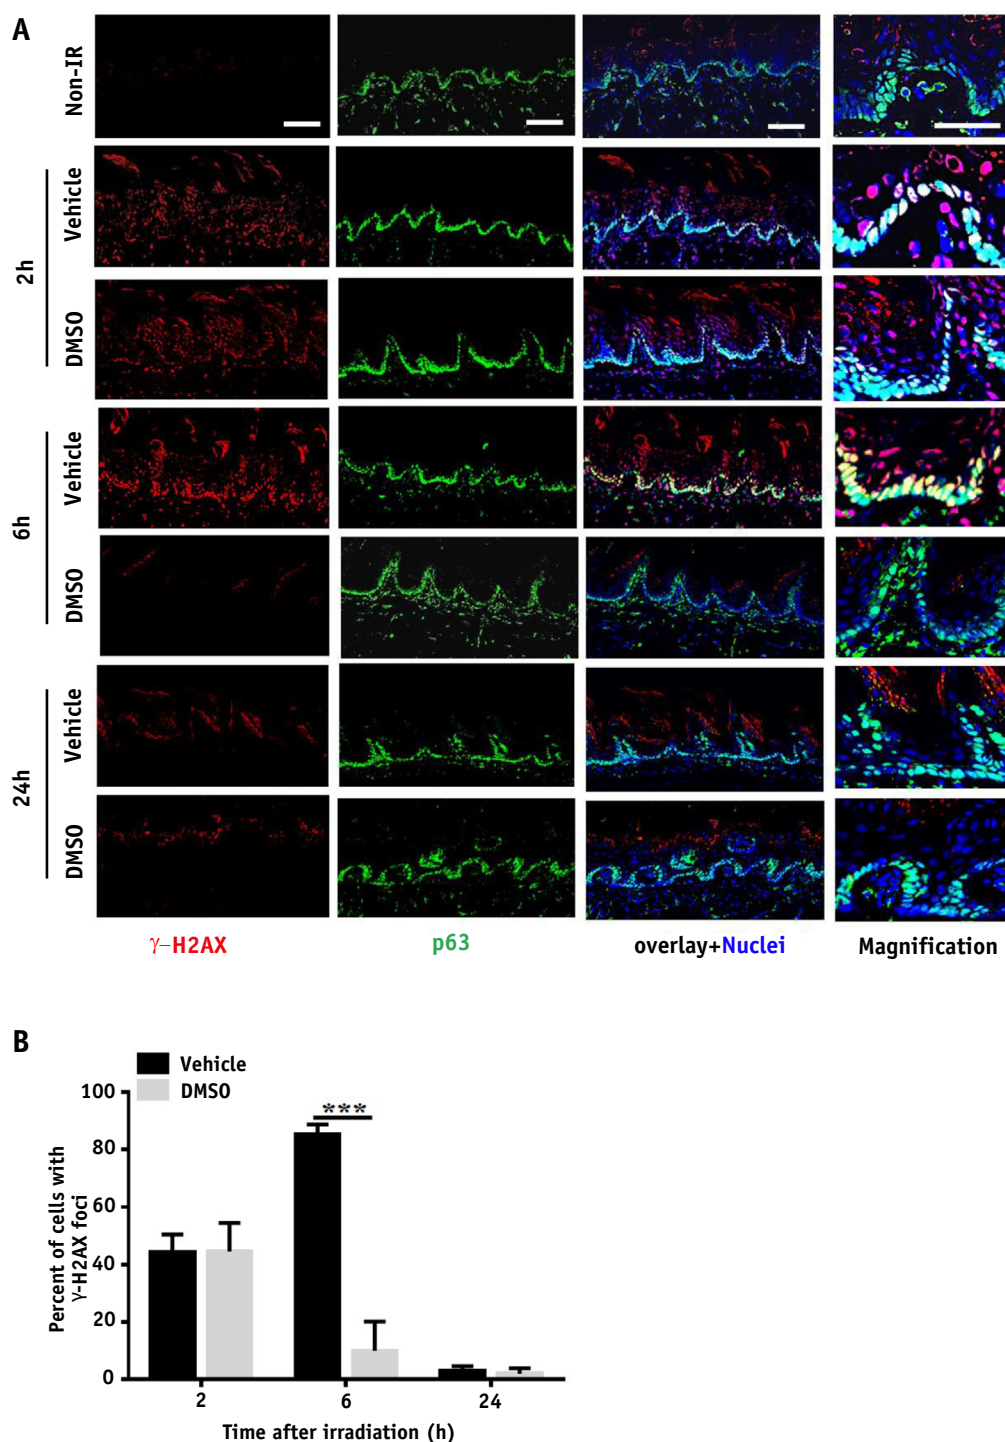 A
Non-IR
2h
Vehicle
DMSO
6h
Vehicle
DMSO
24h
Vehicle
DMSO
γ-H2AX
p63
overlay+Nuclei
Magnification
B
Vehicle
DMSO
Percent of cells with
γ-H2AX foci
100
80
60
40
20
0
***
2
6
24
Time after irradiation (h)